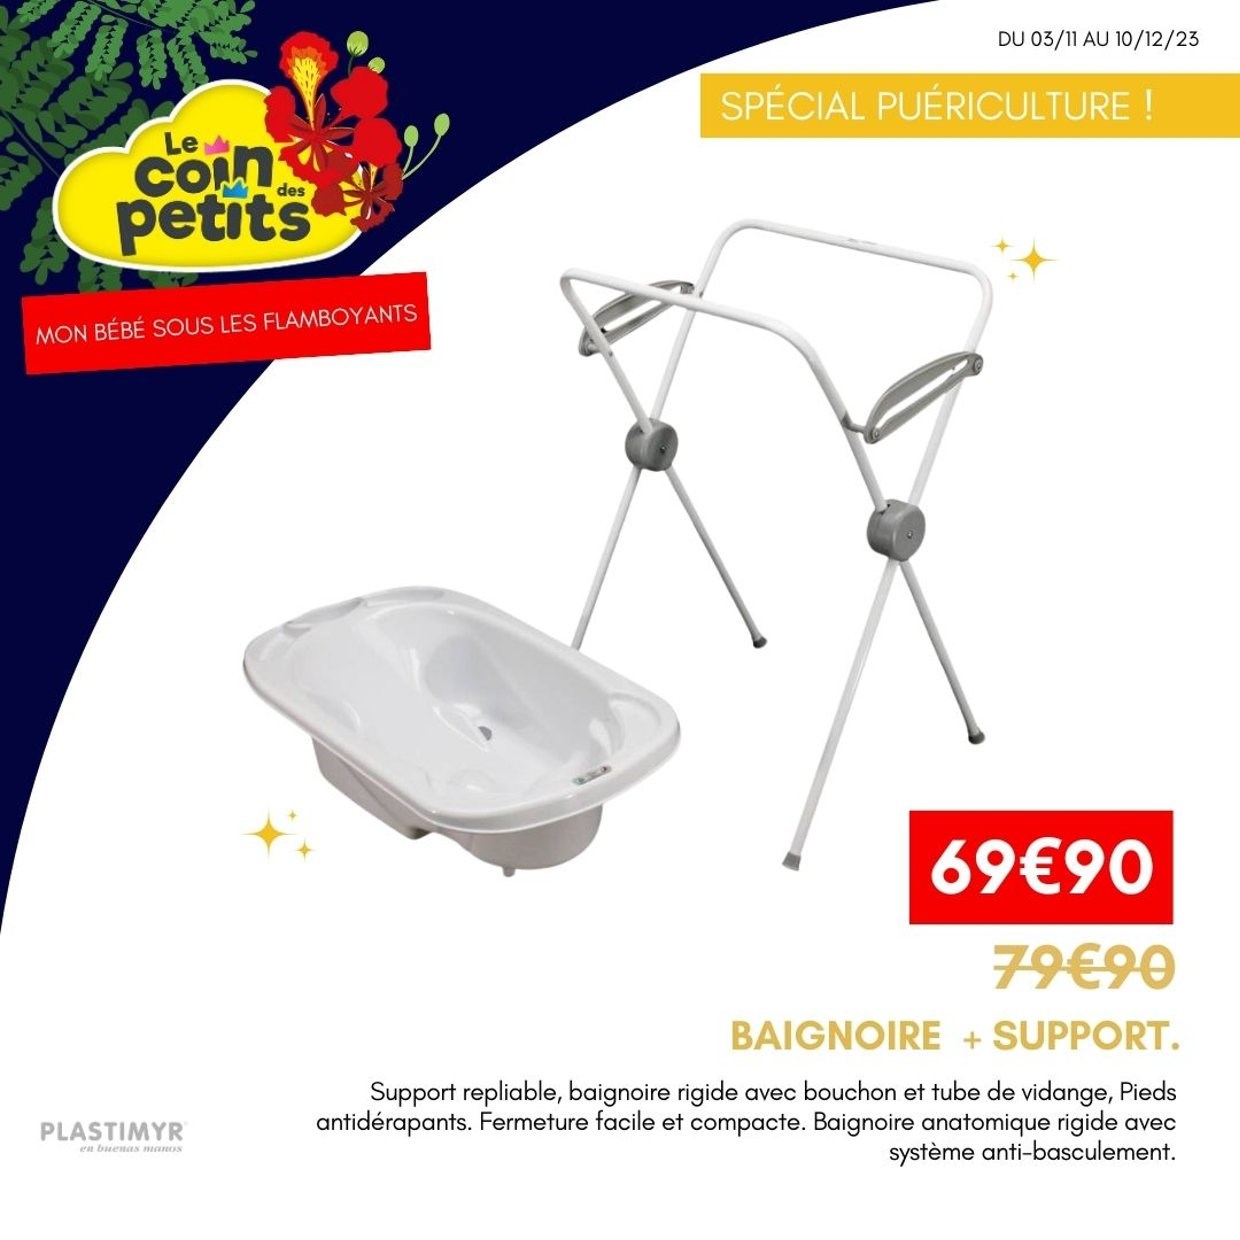 DU 03/11 AU 10/12/23
SPÉCIAL PUÉRICULTURE !
Le
coin
des
petits
MON BÉBÉ SOUS LES FLAMBOYANTS
69€90
79€90
BAIGNOIRE + SUPPORT.
Support repliable, baignoire rigide avec bouchon et tube de vidange, Pieds
antidérapants. Fermeture facile et compacte. Baignoire anatomique rigide avec
système anti-basculement.
PLASTIMYR
en buenas manos